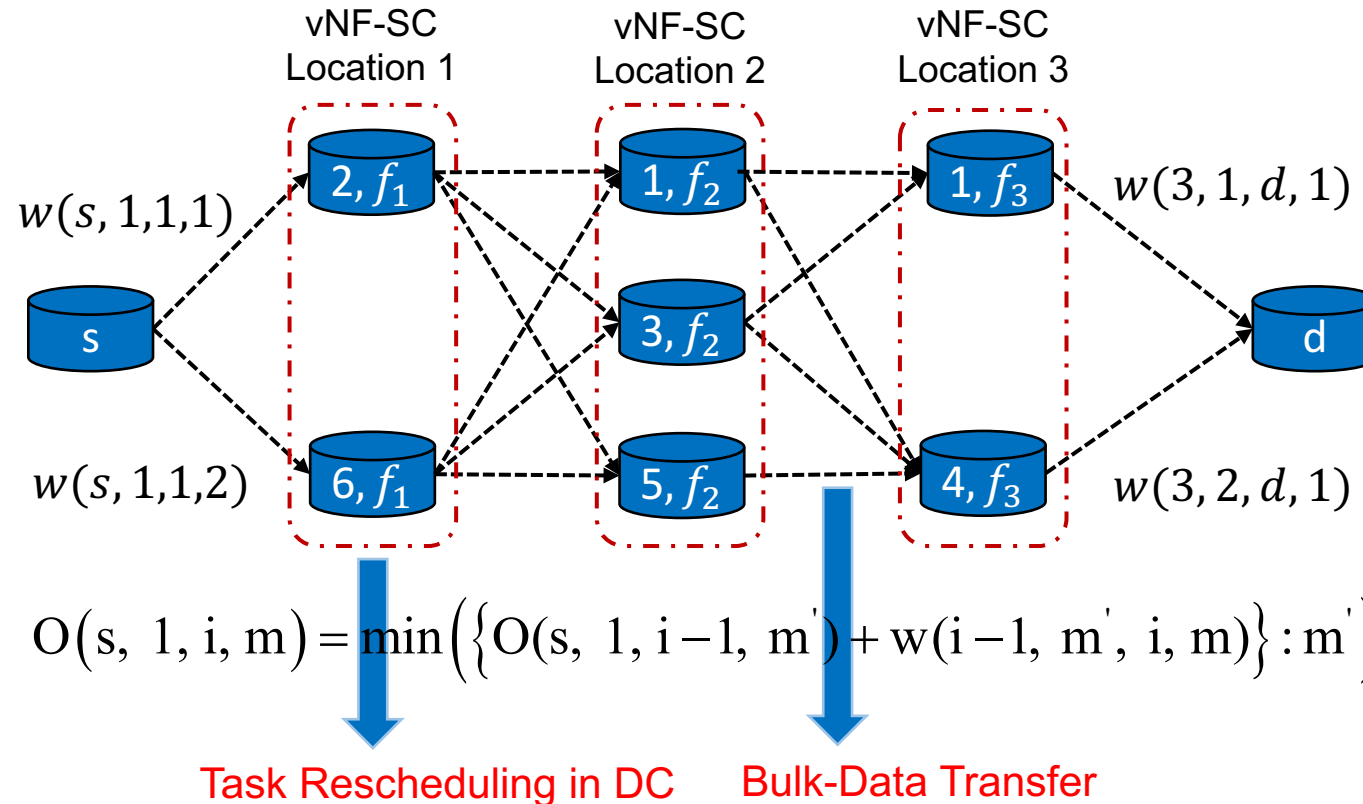 vNF-SC
Location 1
vNF-SC
Location 2
vNF-SC
Location 3
w(s, 1,1,1)
2, f₁
1, f₂
1, f₃
w(3, 1, d, 1)
s
3, f₂
d
w(s, 1,1,2)
6, f₁
5, f₂
4, f₃
w(3, 2, d, 1)
O(s, 1, i, m) = min({O(s, 1, i−1, m') + w(i−1, m', i, m)} : m'
Task Rescheduling in DC
Bulk-Data Transfer